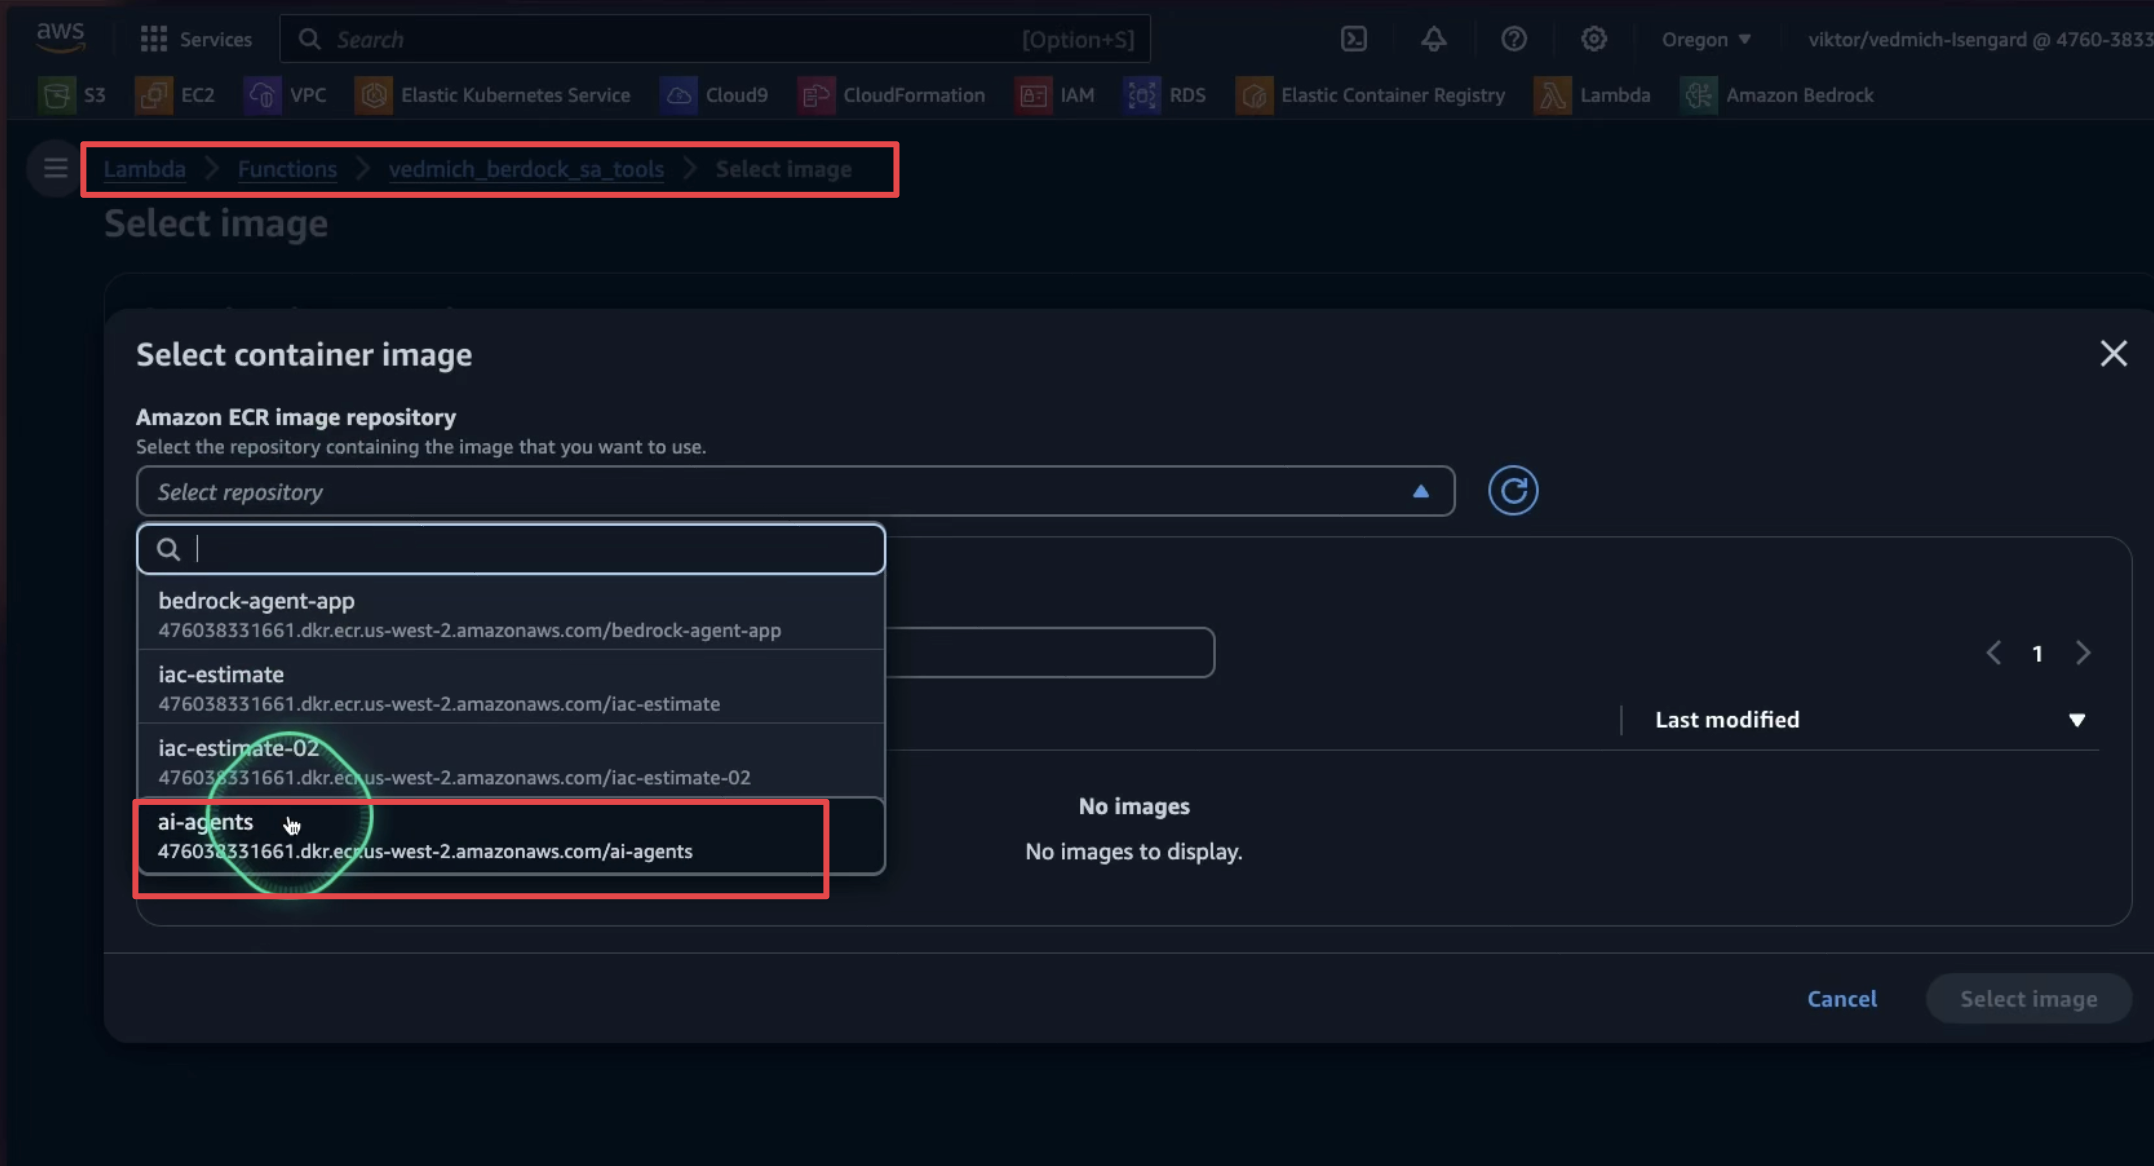 aws
Services
Search
[Option+S]
Oregon
viktor/vedmich-Isengard @ 4760-3833
S3
EC2
VPC
Elastic Kubernetes Service
Cloud9
CloudFormation
IAM
RDS
Elastic Container Registry
Lambda
Amazon Bedrock
Lambda
Functions
vedmich_berdock_sa_tools
Select image
Select image
Select container image
Amazon ECR image repository
Select the repository containing the image that you want to use.
Select repository
bedrock-agent-app
476038331661.dkr.ecr.us-west-2.amazonaws.com/bedrock-agent-app
iac-estimate
476038331661.dkr.ecr.us-west-2.amazonaws.com/iac-estimate
1
Last modified
iac-estimate-02
476038331661.dkr.ecr.us-west-2.amazonaws.com/iac-estimate-02
ai-agents
476038331661.dkr.ecr.us-west-2.amazonaws.com/ai-agents
No images
No images to display.
Cancel
Select image